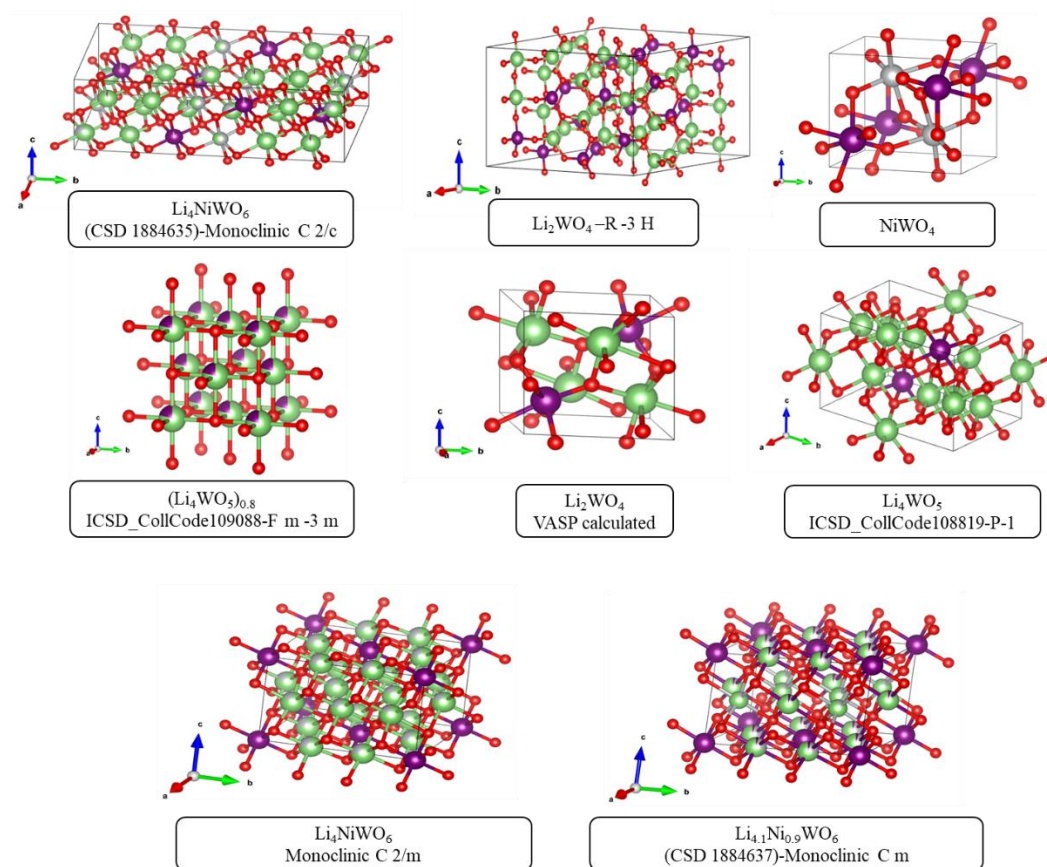 c
a
b
c
a
b
c
a
b
Li₄NiWO₆
(CSD 1884635)-Monoclinic C 2/c
Li₂WO₄ –R -3 H
NiWO₄
c
a
b
c
a
b
c
a
b
(Li₄WO₅)₀.₈
ICSD_CollCode109088-F m -3 m
Li₂WO₄
VASP calculated
Li₄WO₅
ICSD_CollCode108819-P-1
c
a
b
c
a
b
Li₄NiWO₆
Monoclinic C 2/m
Li₄.₁Ni₀.₉WO₆
(CSD 1884637)-Monoclinic C m